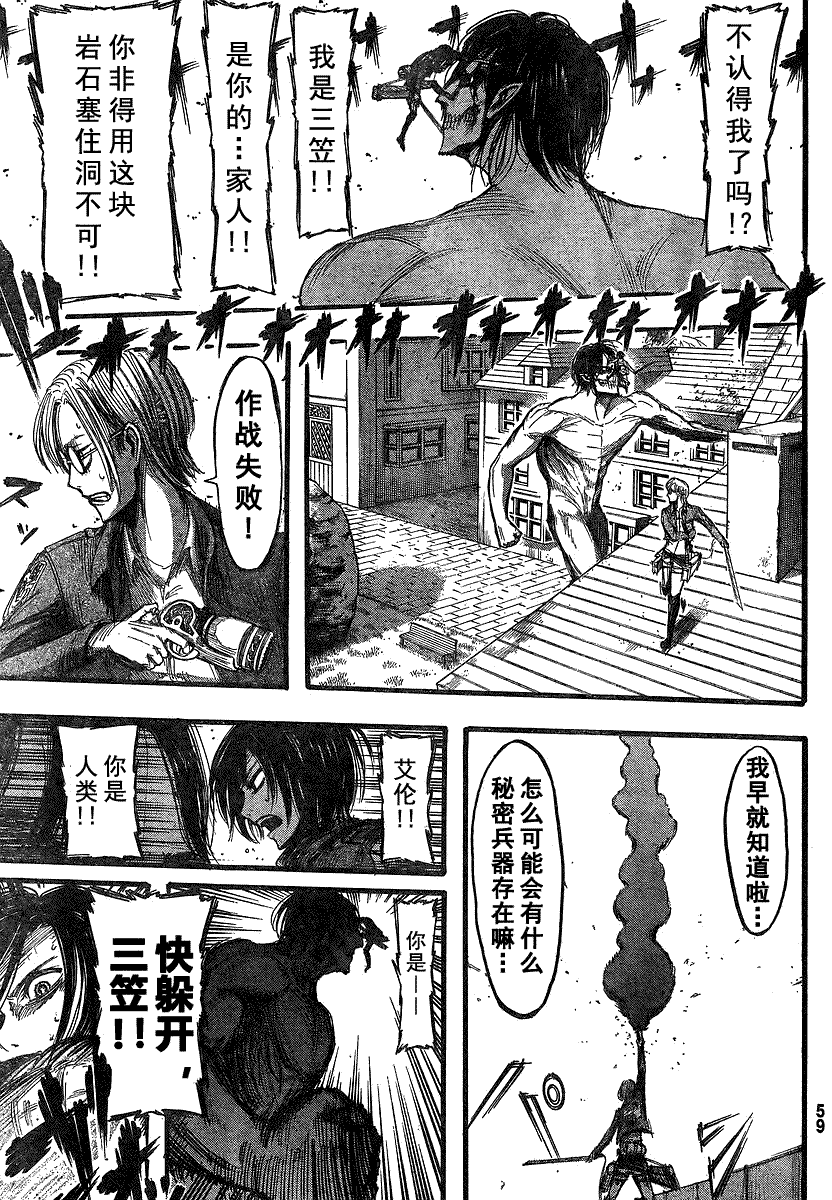 不认得我了吗!?
我是三笠!!
是你的…家人!!
你非得用这块
岩石塞住洞不可!!
作战失败!
我早就知道啦…
怎么可能会有什么
秘密兵器存在嘛…
艾伦!!
你是
人类!!
你是——
快躲开,
三笠!!
59